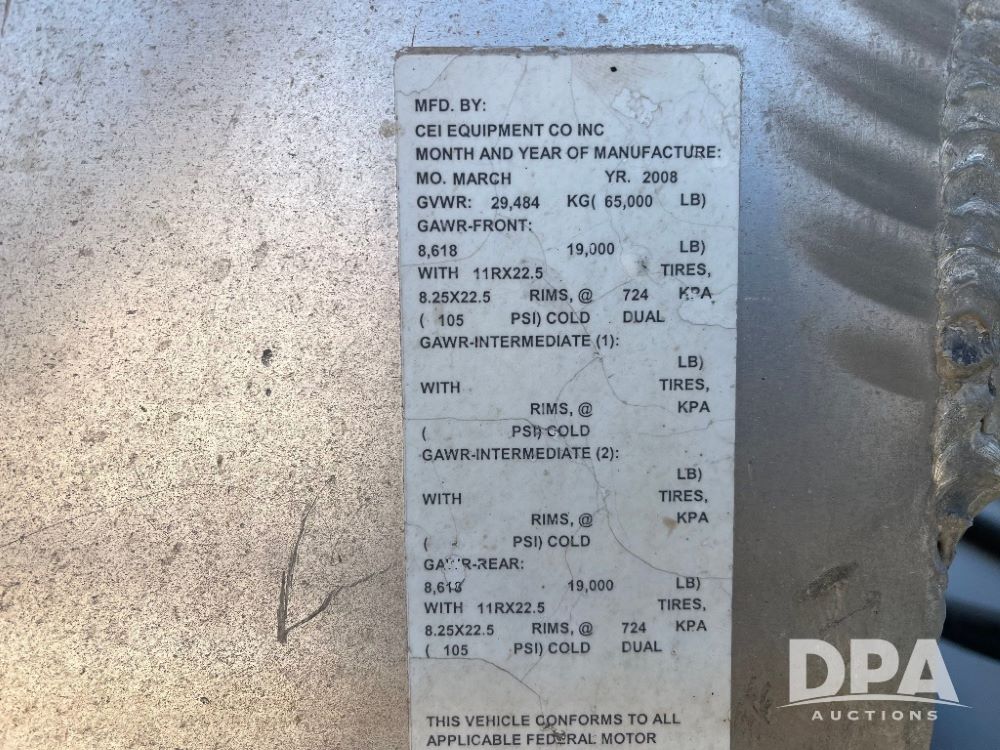 MFD. BY:
CEI EQUIPMENT CO INC
MONTH AND YEAR OF MANUFACTURE:
MO. MARCH YR. 2008
GVWR: 29,484 KG( 65,000 LB)
GAWR-FRONT:
8,618 19,000 LB)
WITH 11RX22.5 TIRES,
8.25X22.5 RIMS, @ 724 KPA
( 105 PSI) COLD DUAL
GAWR-INTERMEDIATE (1):
LB)
WITH TIRES,
RIMS, @ KPA
( PSI) COLD
GAWR-INTERMEDIATE (2):
LB)
WITH TIRES,
RIMS, @ KPA
( PSI) COLD
GAWR-REAR:
8,618 19,000 LB)
WITH 11RX22.5 TIRES,
8.25X22.5 RIMS, @ 724 KPA
( 105 PSI) COLD DUAL
THIS VEHICLE CONFORMS TO ALL
APPLICABLE FEDERAL MOTOR
DPA
AUCTIONS